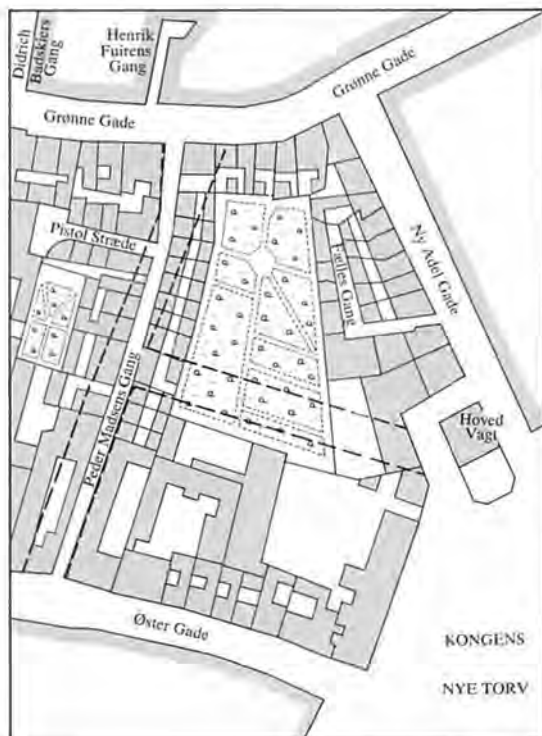 Didrich
Badskiers
Gang
Henrik
Fuirens
Gang
Grønne Gade
Grønne Gade
Pistol Stræde
Fælles Gang
Ny Adel Gade
Peder Madsens Gang
Hoved
Vagt
Øster Gade
KONGENS
NYE TORV